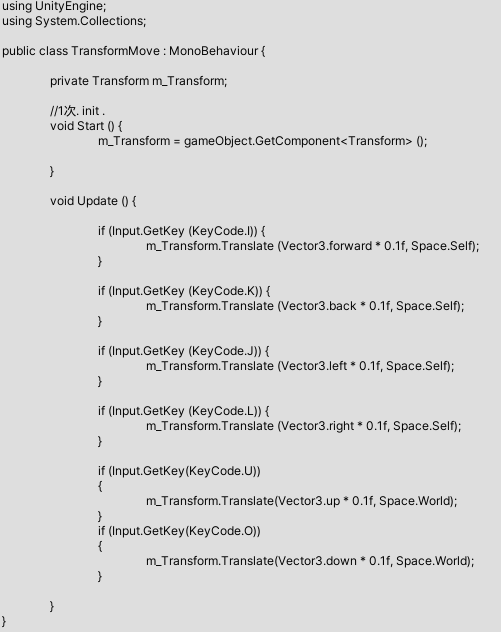 using UnityEngine;
using System.Collections;
public class TransformMove : MonoBehaviour {
private Transform m_Transform;
//1次. init .
void Start () {
m_Transform = gameObject.GetComponent<Transform> ();
}
void Update () {
if (Input.GetKey (KeyCode.I)) {
m_Transform.Translate (Vector3.forward * 0.1f, Space.Self);
}
if (Input.GetKey (KeyCode.K)) {
m_Transform.Translate (Vector3.back * 0.1f, Space.Self);
}
if (Input.GetKey (KeyCode.J)) {
m_Transform.Translate (Vector3.left * 0.1f, Space.Self);
}
if (Input.GetKey (KeyCode.L)) {
m_Transform.Translate (Vector3.right * 0.1f, Space.Self);
}
if (Input.GetKey(KeyCode.U))
{
m_Transform.Translate(Vector3.up * 0.1f, Space.World);
}
if (Input.GetKey(KeyCode.O))
{
m_Transform.Translate(Vector3.down * 0.1f, Space.World);
}
}
}